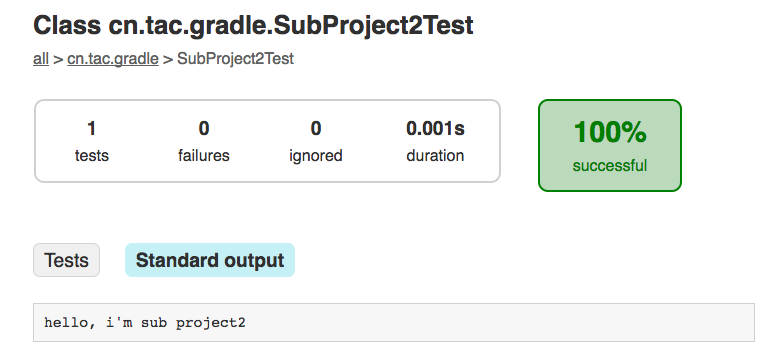 Class cn.tac.gradle.SubProject2Test
all > cn.tac.gradle > SubProject2Test
1 0 0 0.001s
tests failures ignored duration
100%
successful
Tests Standard output
hello, i'm sub project2